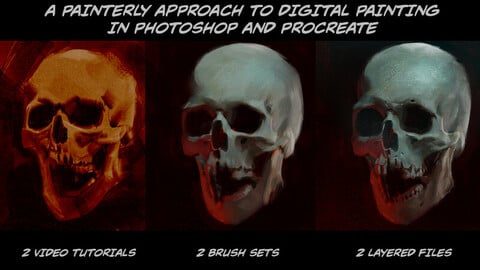 A PAINTERLY APPROACH TO DIGITAL PAINTING
IN PHOTOSHOP AND PROCREATE
2 VIDEO TUTORIALS
2 BRUSH SETS
2 LAYERED FILES